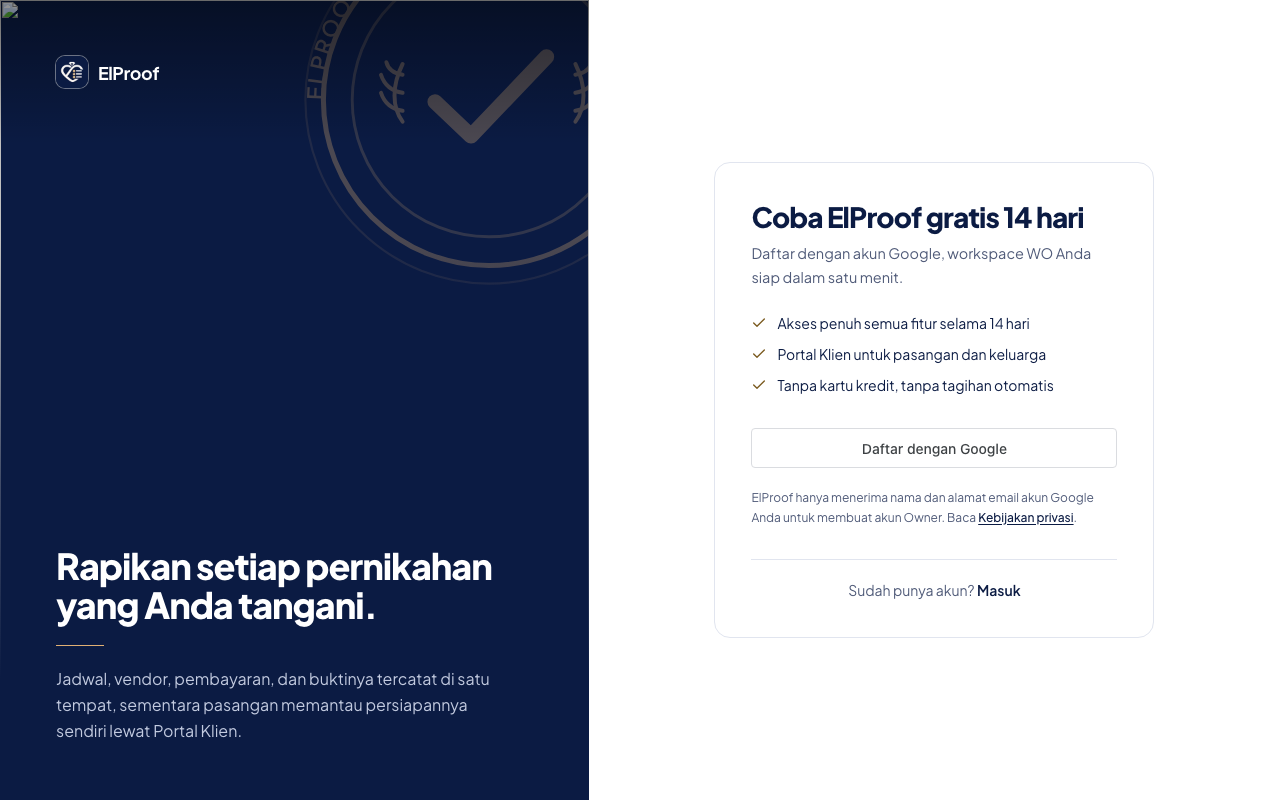 ElProof
ELPROO
Rapikan setiap pernikahan
yang Anda tangani.
Jadwal, vendor, pembayaran, dan buktinya tercatat di satu
tempat, sementara pasangan memantau persiapannya
sendiri lewat Portal Klien.
Coba ElProof gratis 14 hari
Daftar dengan akun Google, workspace WO Anda
siap dalam satu menit.
Akses penuh semua fitur selama 14 hari
Portal Klien untuk pasangan dan keluarga
Tanpa kartu kredit, tanpa tagihan otomatis
Daftar dengan Google
ElProof hanya menerima nama dan alamat email akun Google
Anda untuk membuat akun Owner. Baca Kebijakan privasi.
Sudah punya akun? Masuk